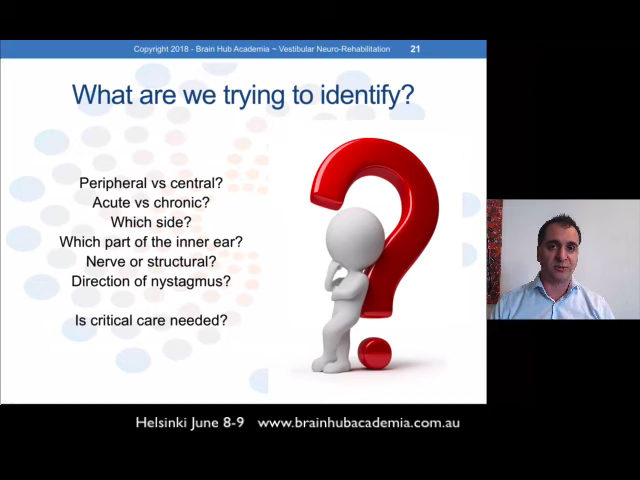 Copyright 2018 - Brain Hub Academia ~ Vestibular Neuro-Rehabilitation 21
What are we trying to identify?
Peripheral vs central?
Acute vs chronic?
Which side?
Which part of the inner ear?
Nerve or structural?
Direction of nystagmus?
Is critical care needed?
Helsinki June 8-9 www.brainhubacademia.com.au